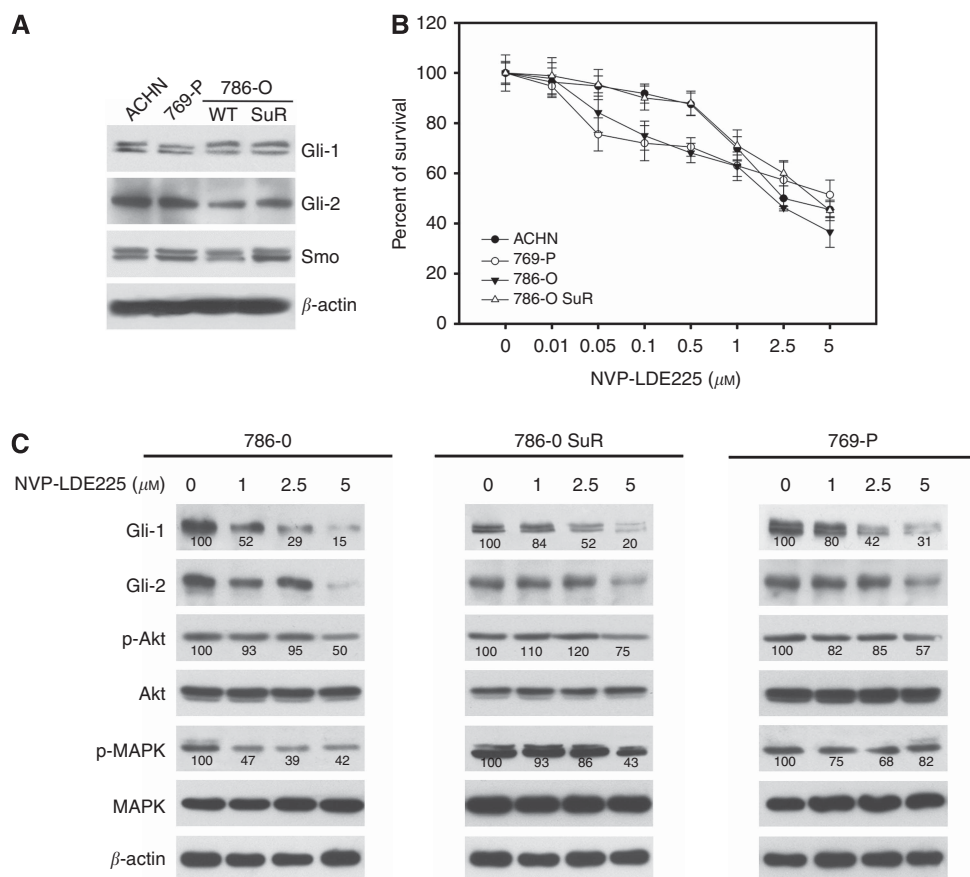 A
ACHN
769-P
786-O
WT SuR
Gli-1
Gli-2
Smo
β-actin
B
120
100
80
60
40
20
0
Percent of survival
ACHN
769-P
786-O
786-O SuR
0 0.01 0.05 0.1 0.5 1 2.5 5
NVP-LDE225 (μM)
C
786-0 786-0 SuR 769-P
NVP-LDE225 (μM) 0 1 2.5 5 0 1 2.5 5 0 1 2.5 5
Gli-1
100 52 29 15 100 84 52 20 100 80 42 31
Gli-2
p-Akt
100 93 95 50 100 110 120 75 100 82 85 57
Akt
p-MAPK
100 47 39 42 100 93 86 43 100 75 68 82
MAPK
β-actin